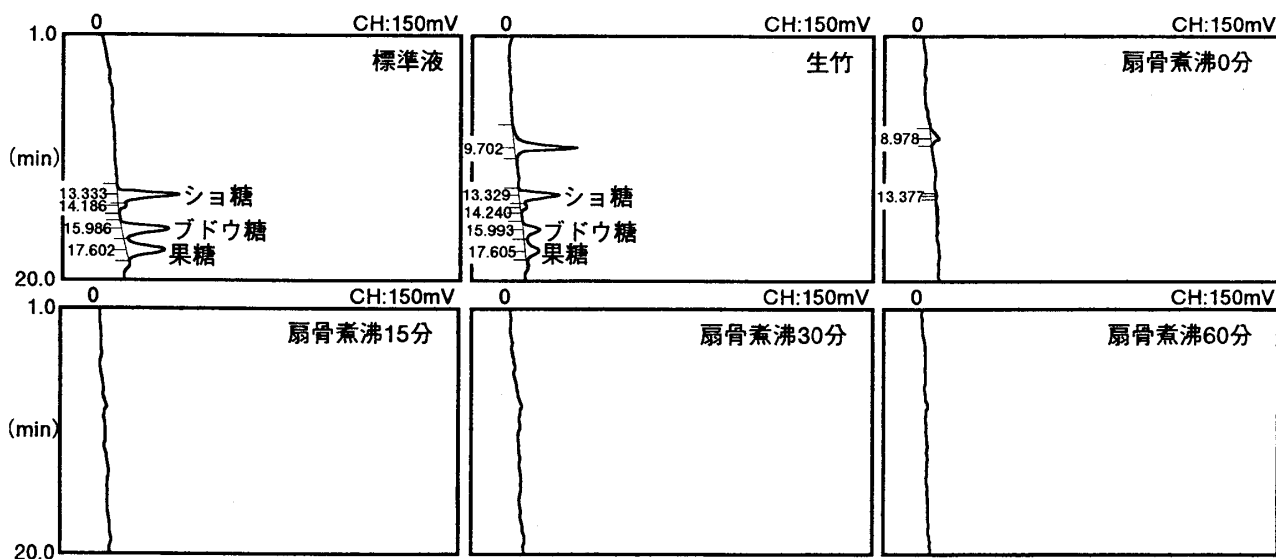 0 CH:150mV
1.0
標準液
(min)
13.333 ショ糖
14.186
15.986 ブドウ糖
17.602 果糖
20.0
0 CH:150mV
生竹
9.702
13.329 ショ糖
14.240
15.993 ブドウ糖
17.605 果糖
0 CH:150mV
扇骨煮沸0分
8.978
13.377
0 CH:150mV
1.0
扇骨煮沸15分
(min)
20.0
0 CH:150mV
扇骨煮沸30分
0 CH:150mV
扇骨煮沸60分